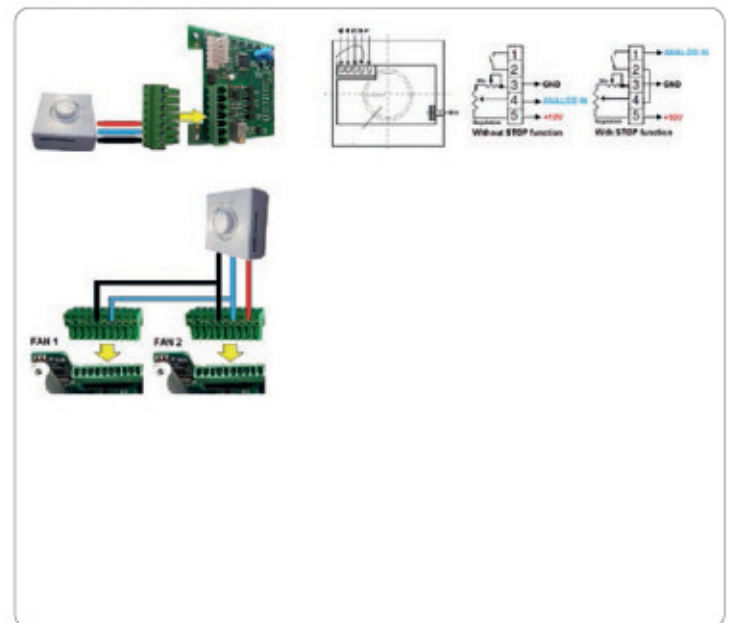 1
2
3
4
5
GND
ANALOG IN
+10V
Without STOP function
1
2
3
4
5
ANALOG IN
GND
+10V
With STOP function
FAN 1
FAN 2